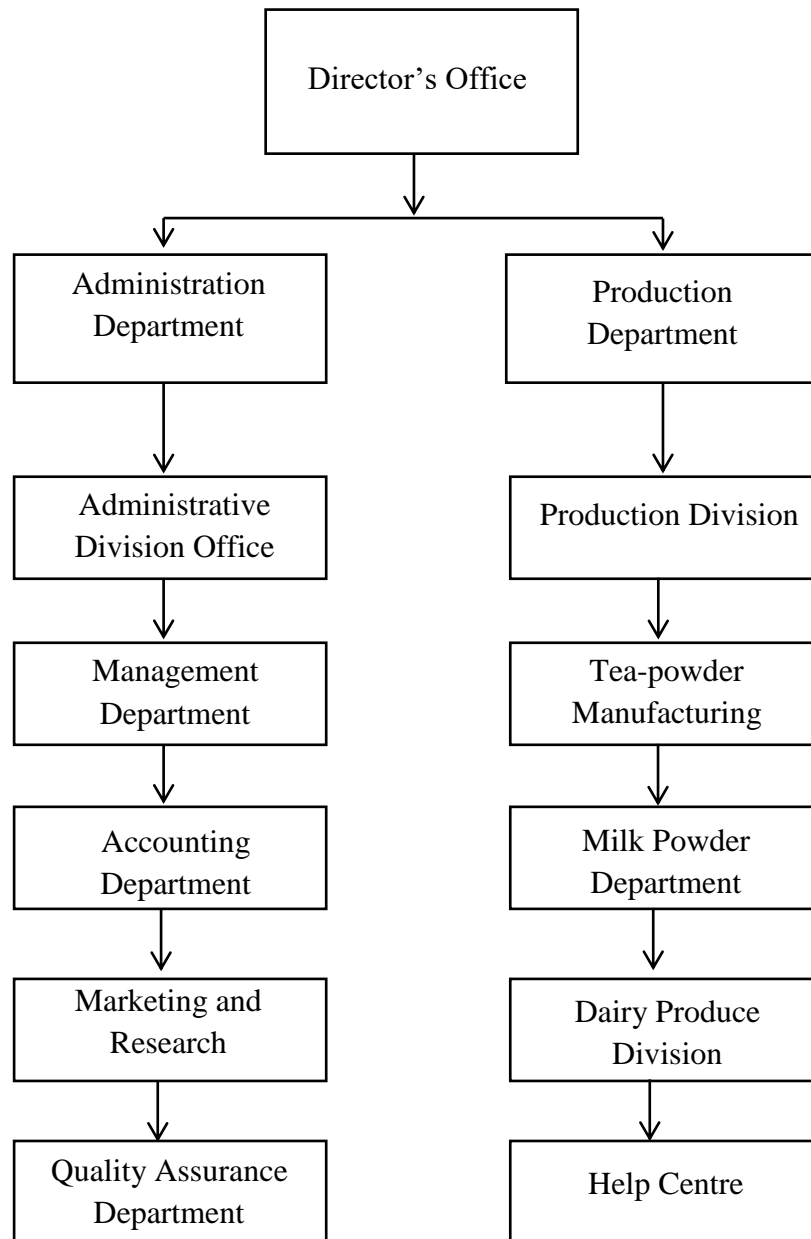 Director’s Office
Administration
Department
Production
Department
Administrative
Division Office
Production Division
Management
Department
Tea-powder
Manufacturing
Accounting
Department
Milk Powder
Department
Marketing and
Research
Dairy Produce
Division
Quality Assurance
Department
Help Centre